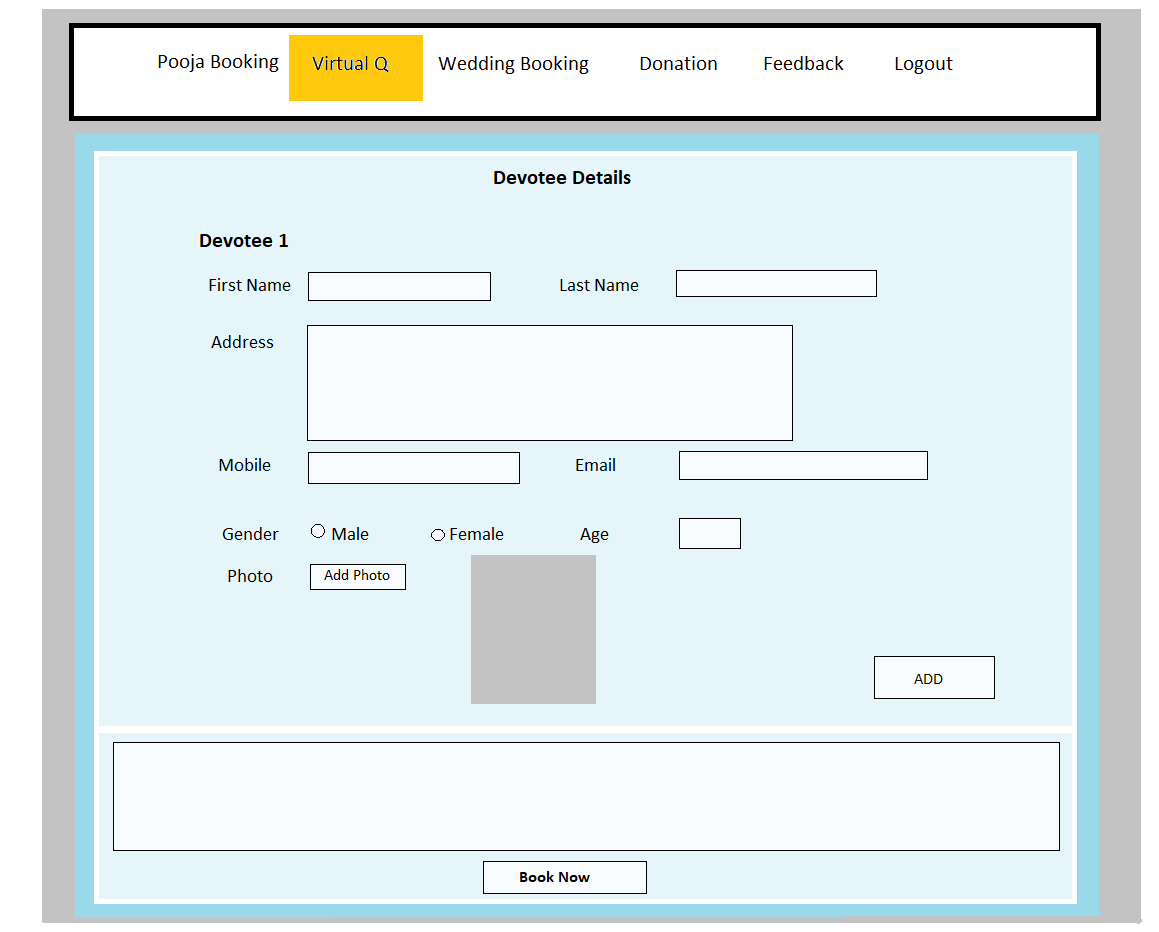 Pooja Booking Virtual Q Wedding Booking Donation Feedback Logout
Devotee Details
Devotee 1
First Name Last Name
Address
Mobile Email
Gender Male Female Age
Photo Add Photo
ADD
Book Now